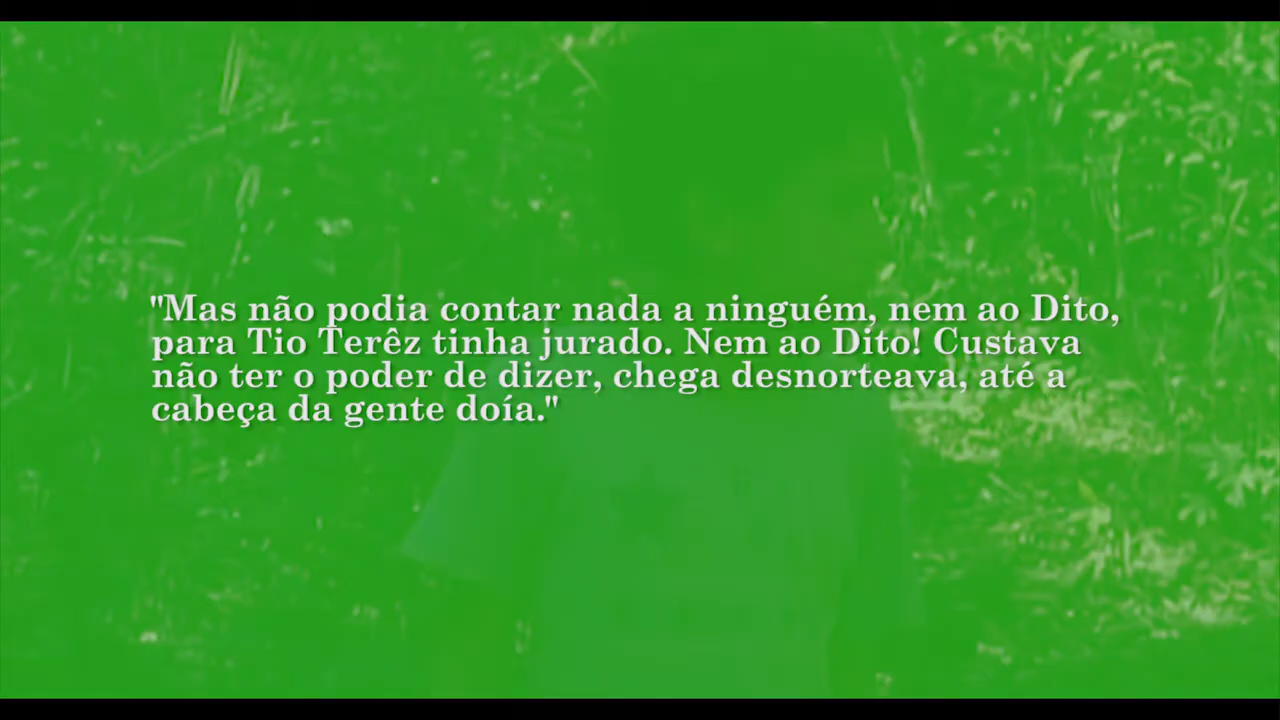 "Mas não podia contar nada a ninguém, nem ao Dito,
para Tio Terêz tinha jurado. Nem ao Dito! Custava
não ter o poder de dizer, chega desnorteava, até a
cabeça da gente doía."